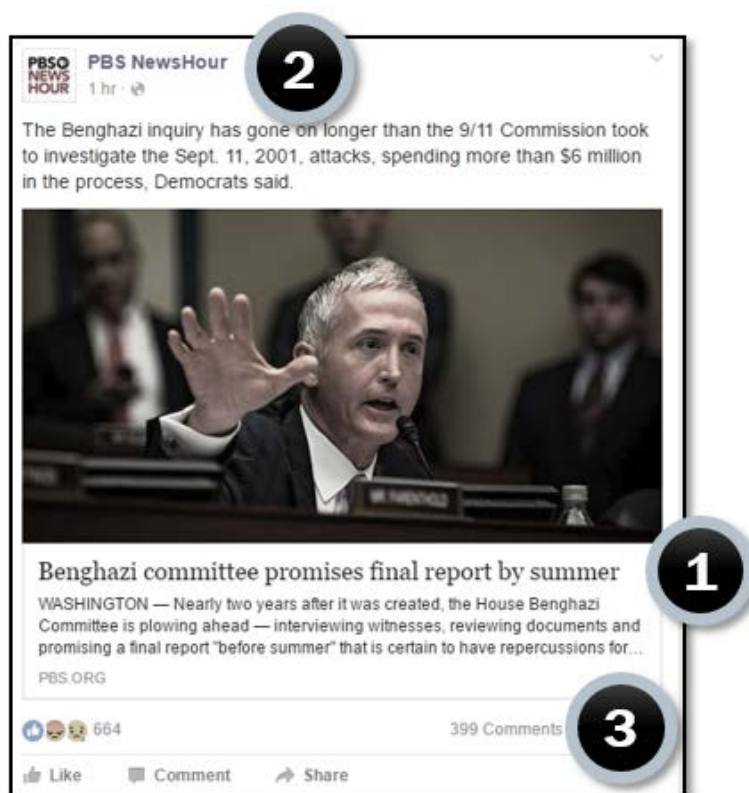 PBSO
NEWS
HOUR
PBS NewsHour
1 hr ·
2
The Benghazi inquiry has gone on longer than the 9/11 Commission took
to investigate the Sept. 11, 2001, attacks, spending more than $6 million
in the process, Democrats said.
Benghazi committee promises final report by summer
1
WASHINGTON — Nearly two years after it was created, the House Benghazi
Committee is plowing ahead — interviewing witnesses, reviewing documents and
promising a final report "before summer" that is certain to have repercussions for...
PBS.ORG
664
399 Comments
3
Like Comment Share